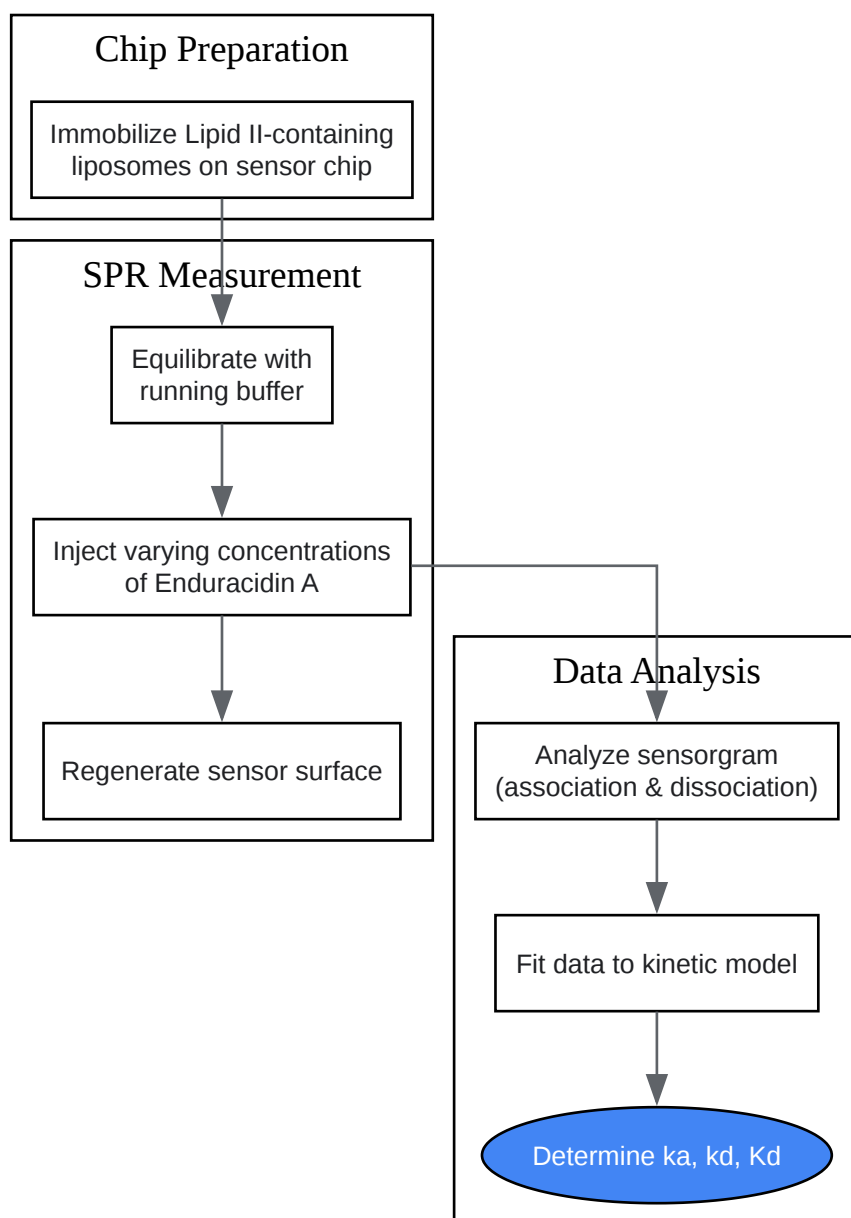 Chip Preparation
Immobilize Lipid II-containing
liposomes on sensor chip
SPR Measurement
Equilibrate with
running buffer
Inject varying concentrations
of Enduracidin A
Regenerate sensor surface
Data Analysis
Analyze sensorgram
(association & dissociation)
Fit data to kinetic model
Determine ka, kd, Kd